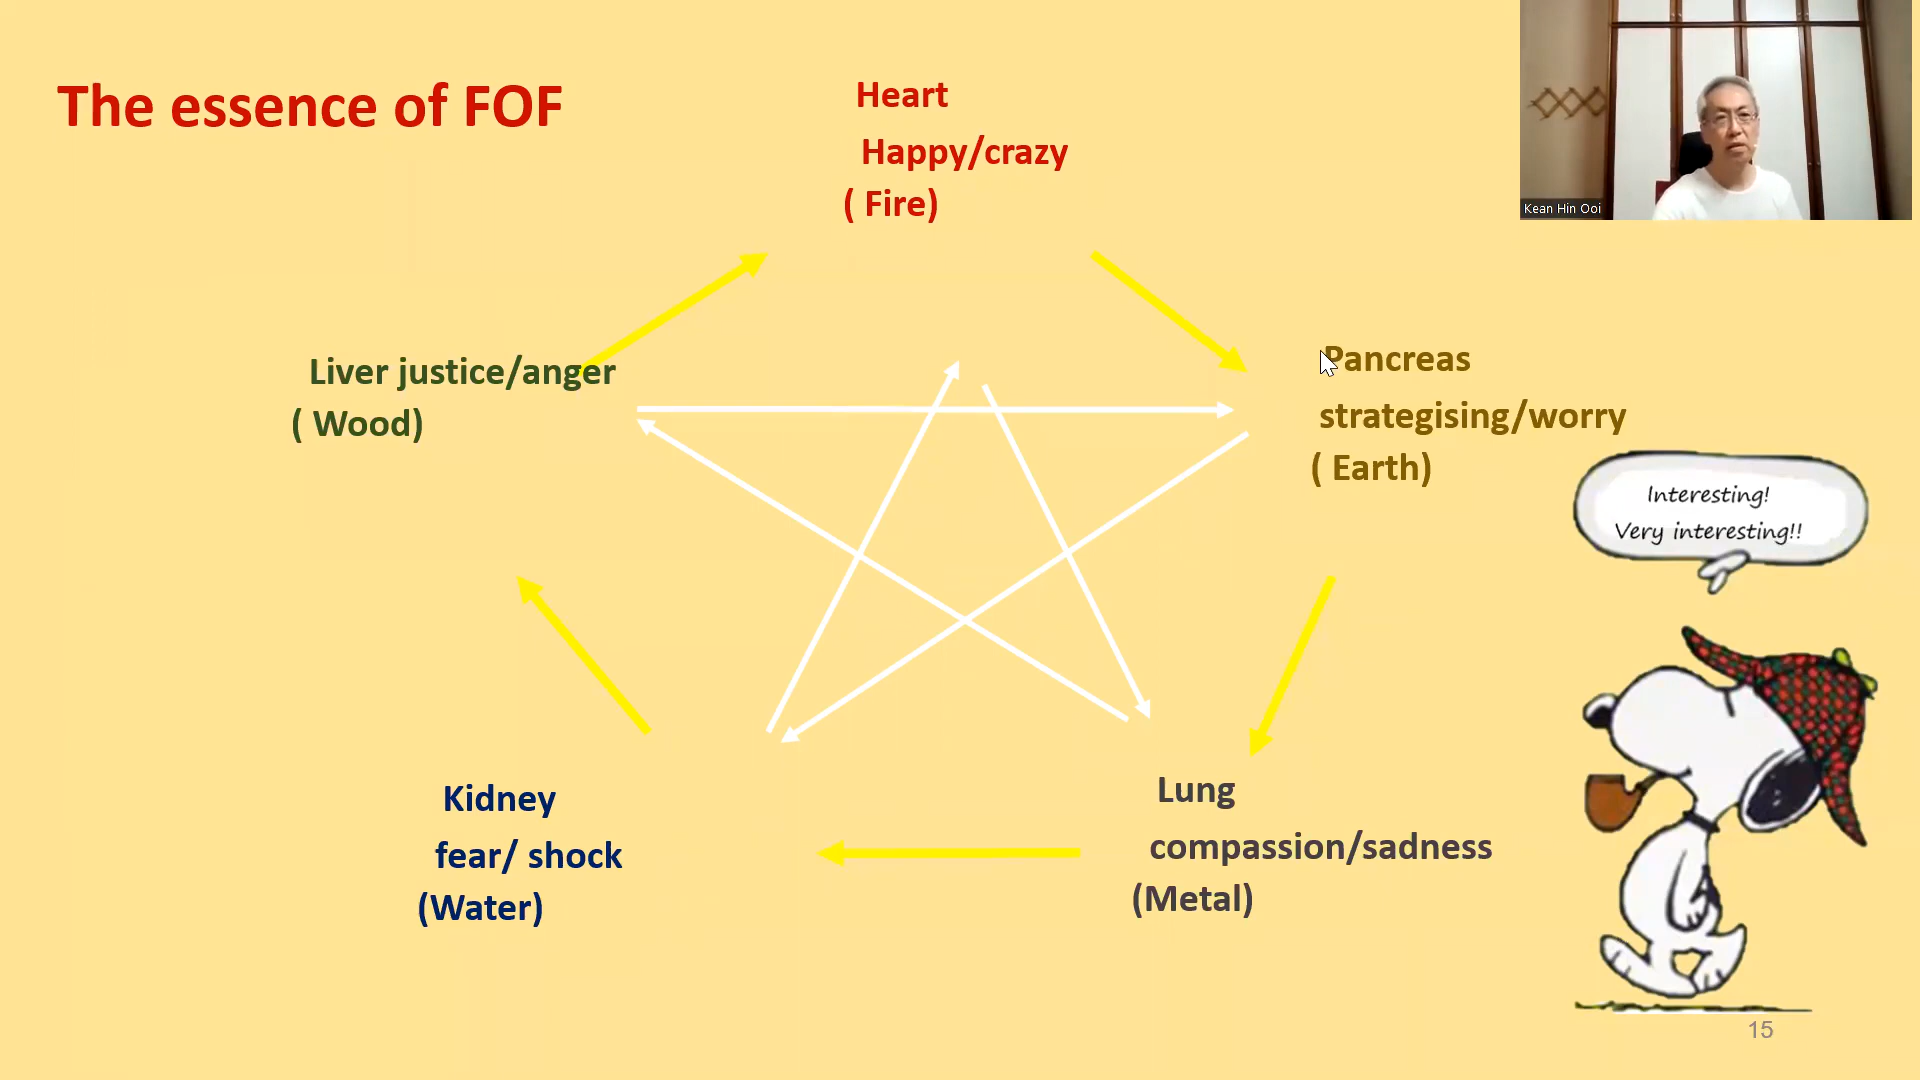 The essence of FOF
Heart
Happy/crazy
( Fire)
Kean Hin Ooi
Liver justice/anger
( Wood)
Pancreas
strategising/worry
( Earth)
Interesting!
Very interesting!!
Kidney
fear/ shock
(Water)
Lung
compassion/sadness
(Metal)
15